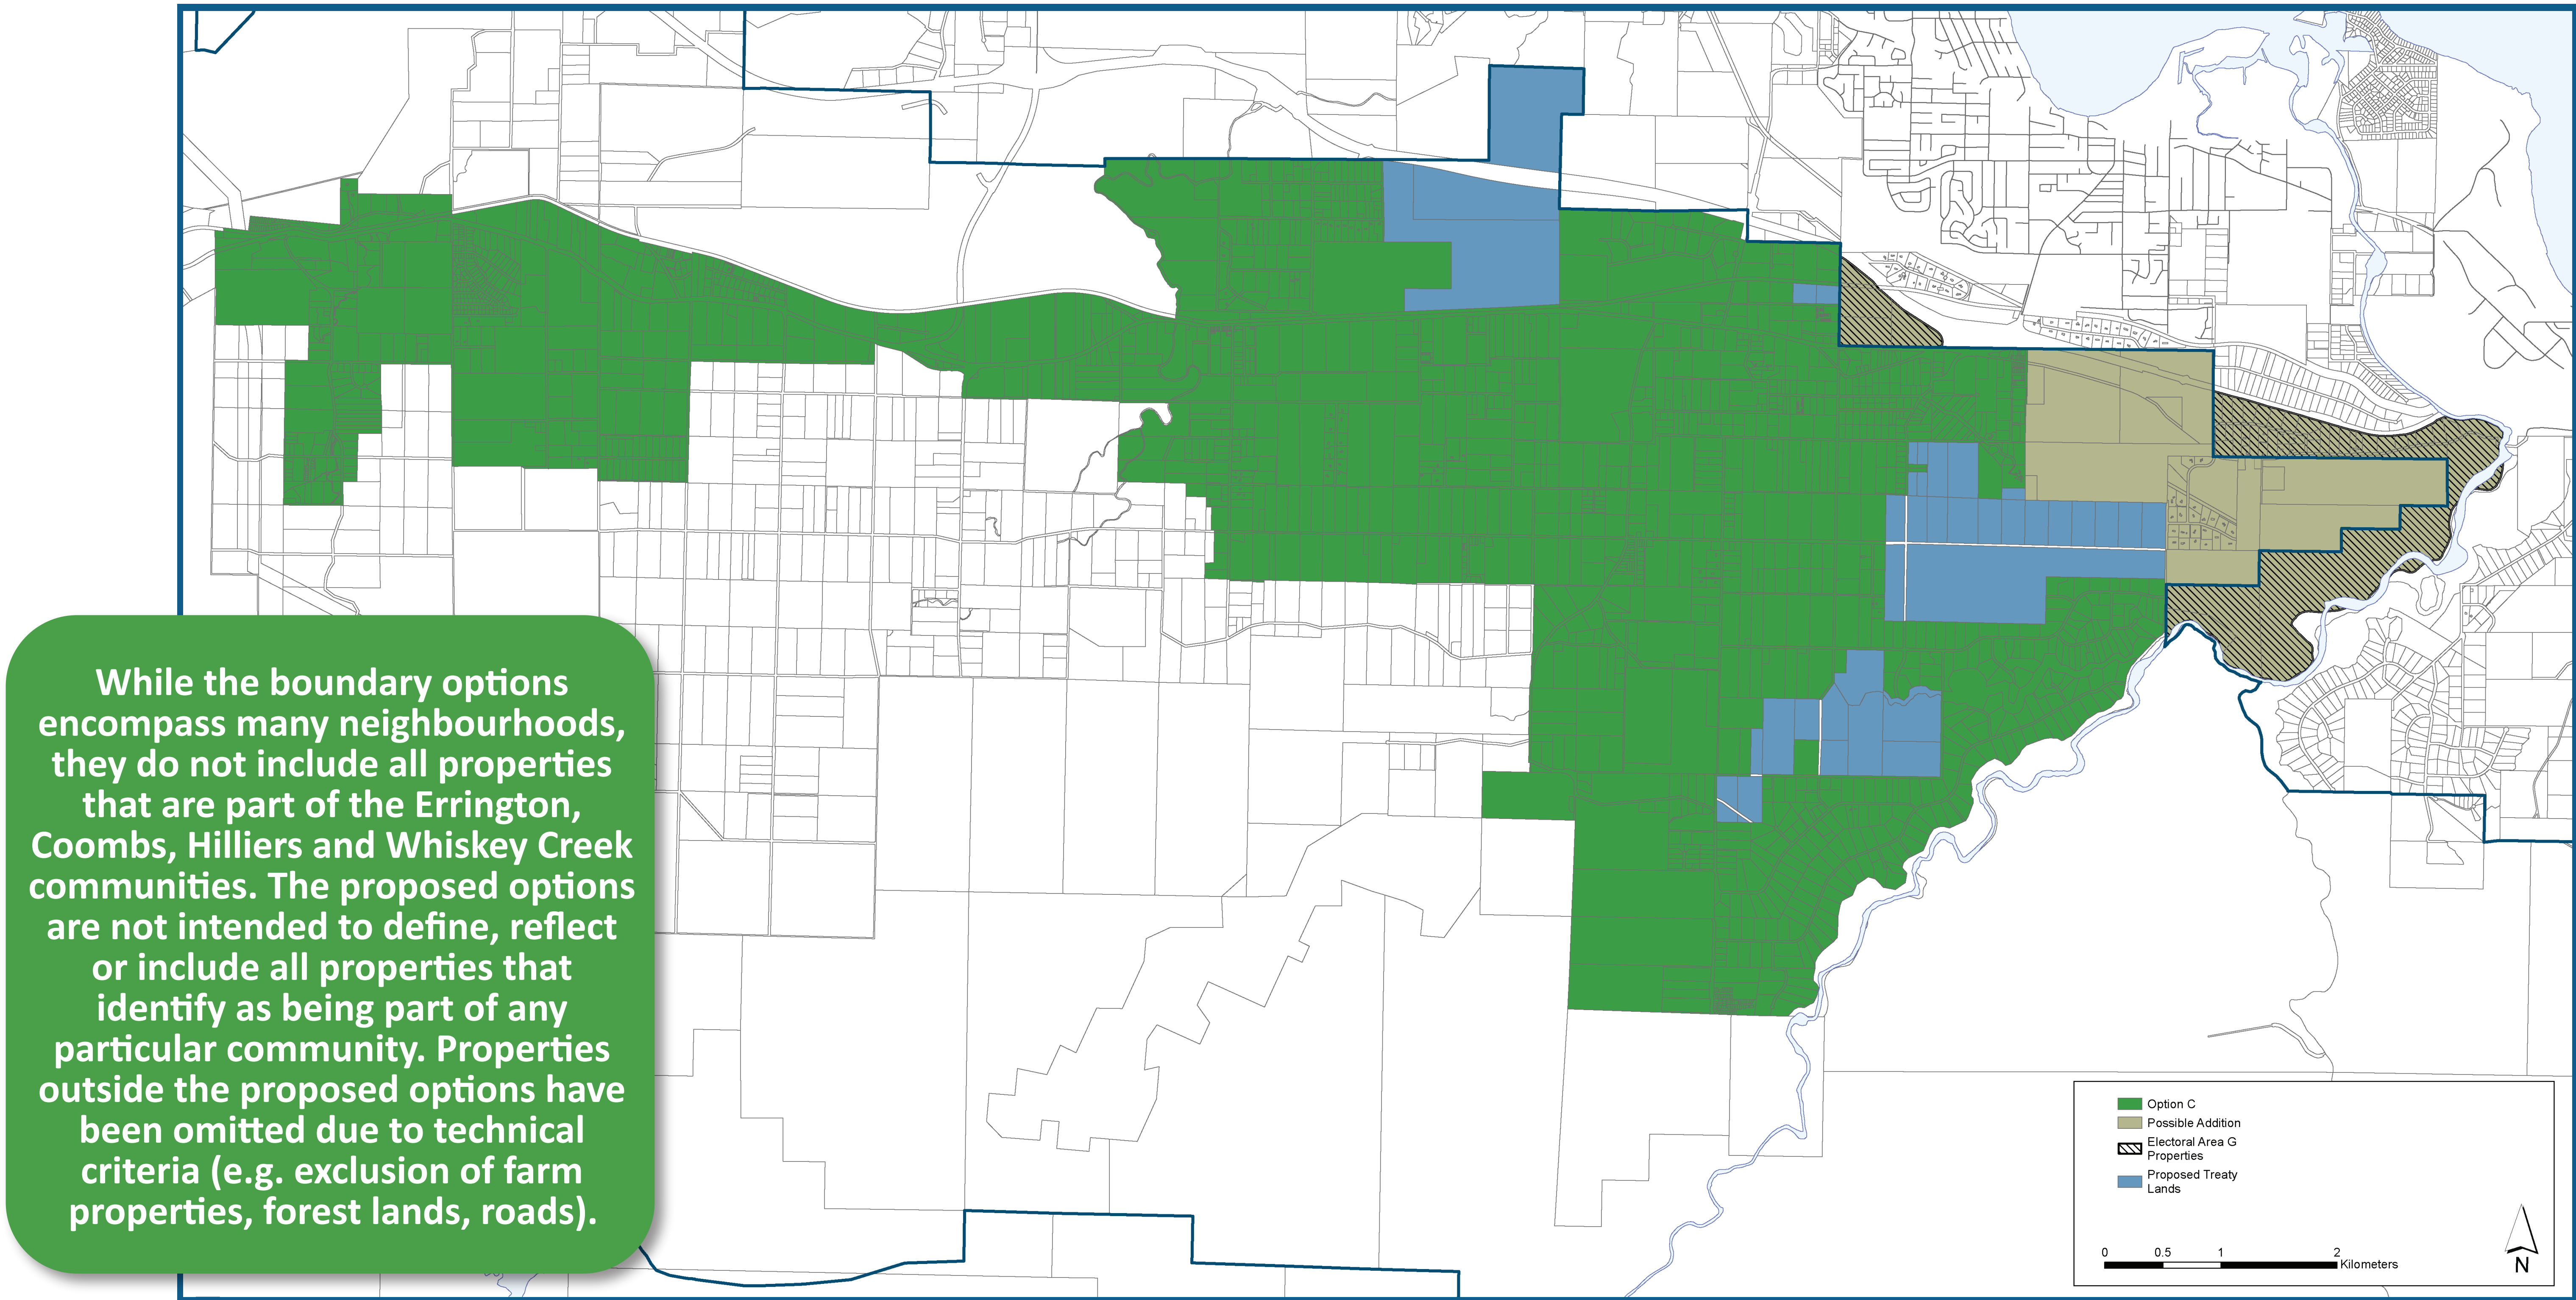 While the boundary options
encompass many neighbourhoods,
they do not include all properties
that are part of the Errington,
Coombs, Hilliers and Whiskey Creek
communities. The proposed options
are not intended to define, reflect
or include all properties that
identify as being part of any
particular community. Properties
outside the proposed options have
been omitted due to technical
criteria (e.g. exclusion of farm
properties, forest lands, roads).
Option C
Possible Addition
Electoral Area G
Properties
Proposed Treaty
Lands
0 0.5 1 2
Kilometers
N